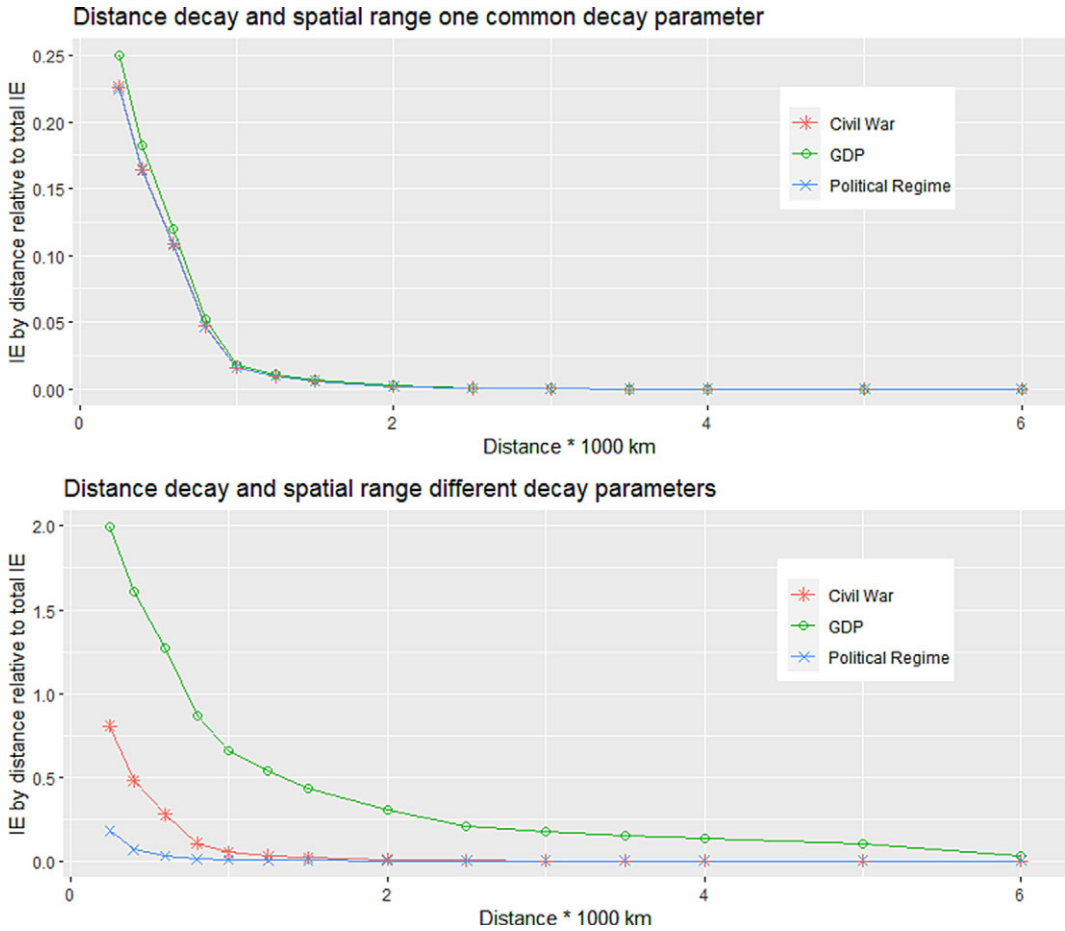 Distance decay and spatial range one common decay parameter
IE by distance relative to total IE
0.25
0.20
0.15
0.10
0.05
0.00
Civil War
GDP
Political Regime
0 2 4 6
Distance * 1000 km
Distance decay and spatial range different decay parameters
IE by distance relative to total IE
2.0
1.5
1.0
0.5
0.0
Civil War
GDP
Political Regime
0 2 4 6
Distance * 1000 km